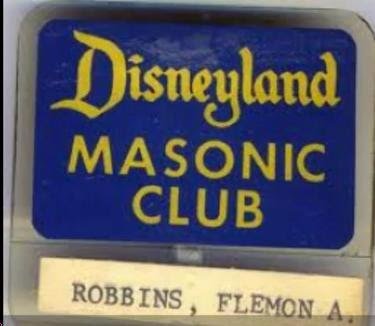 Disneyland
MASONIC
CLUB
ROBBINS, FLEMON A.